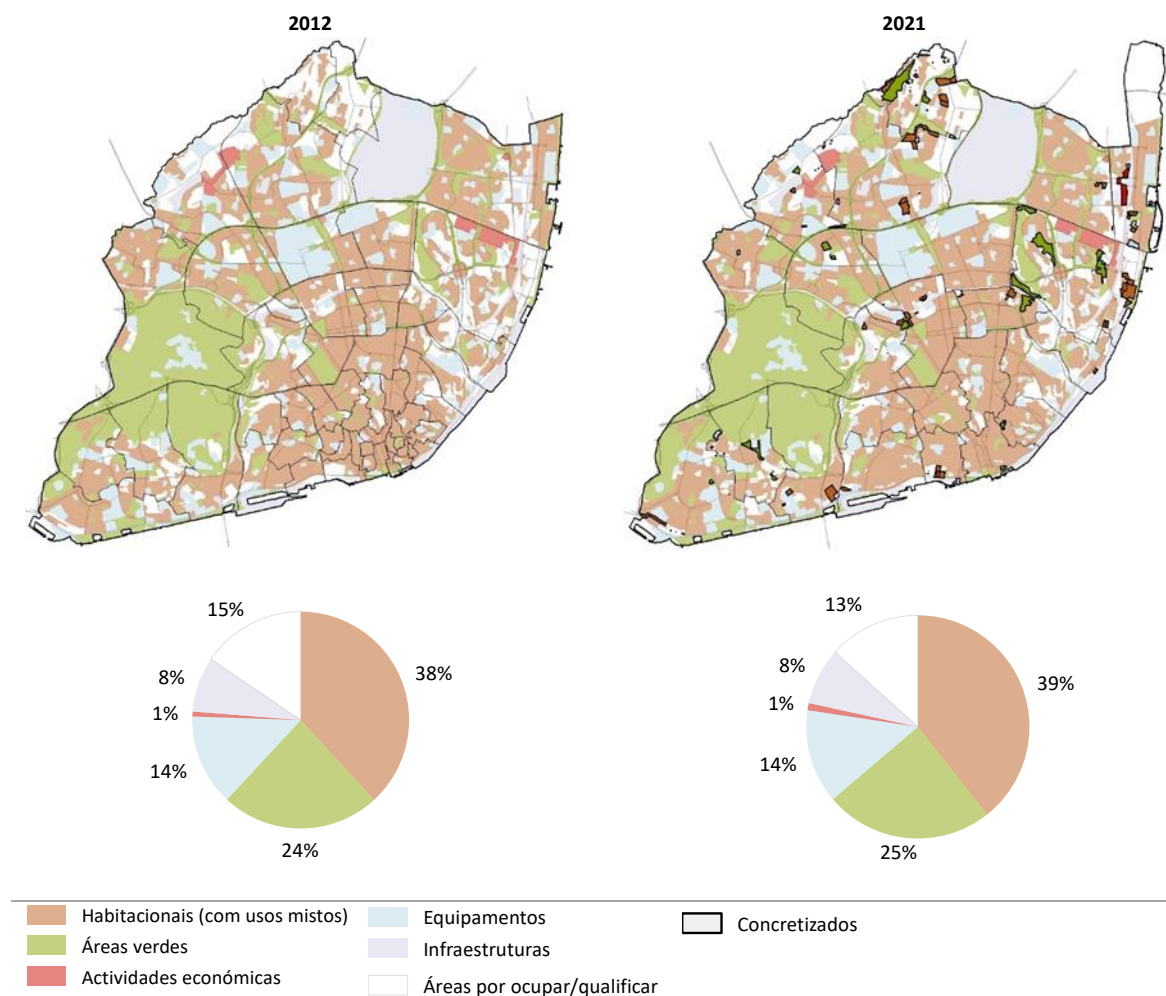 2012
2021
15%
8%
1%
14%
24%
38%
13%
8%
1%
14%
25%
39%
Habitacionais (com usos mistos)
Áreas verdes
Actividades económicas
Equipamentos
Infraestruturas
Áreas por ocupar/qualificar
Concretizados